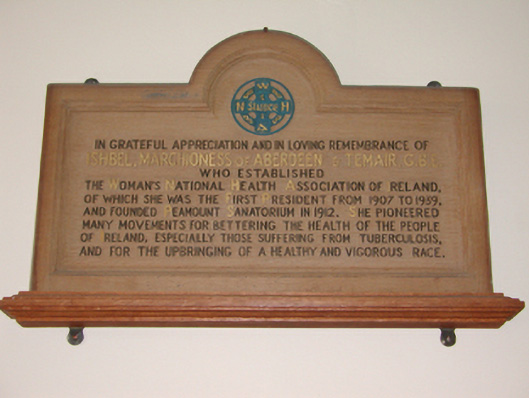 W
N SLÁINTE H
A
IN GRATEFUL APPRECIATION AND IN LOVING REMEMBRANCE OF
ISHBEL, MARCHIONESS OF ABERDEEN & TEMAIR, G.B.E.
WHO ESTABLISHED
THE WOMAN'S NATIONAL HEALTH ASSOCIATION OF IRELAND,
OF WHICH SHE WAS THE FIRST PRESIDENT FROM 1907 TO 1939,
AND FOUNDED PEAMOUNT SANATORIUM IN 1912. SHE PIONEERED
MANY MOVEMENTS FOR BETTERING THE HEALTH OF THE PEOPLE
OF IRELAND, ESPECIALLY THOSE SUFFERING FROM TUBERCULOSIS,
AND FOR THE UPBRINGING OF A HEALTHY AND VIGOROUS RACE.